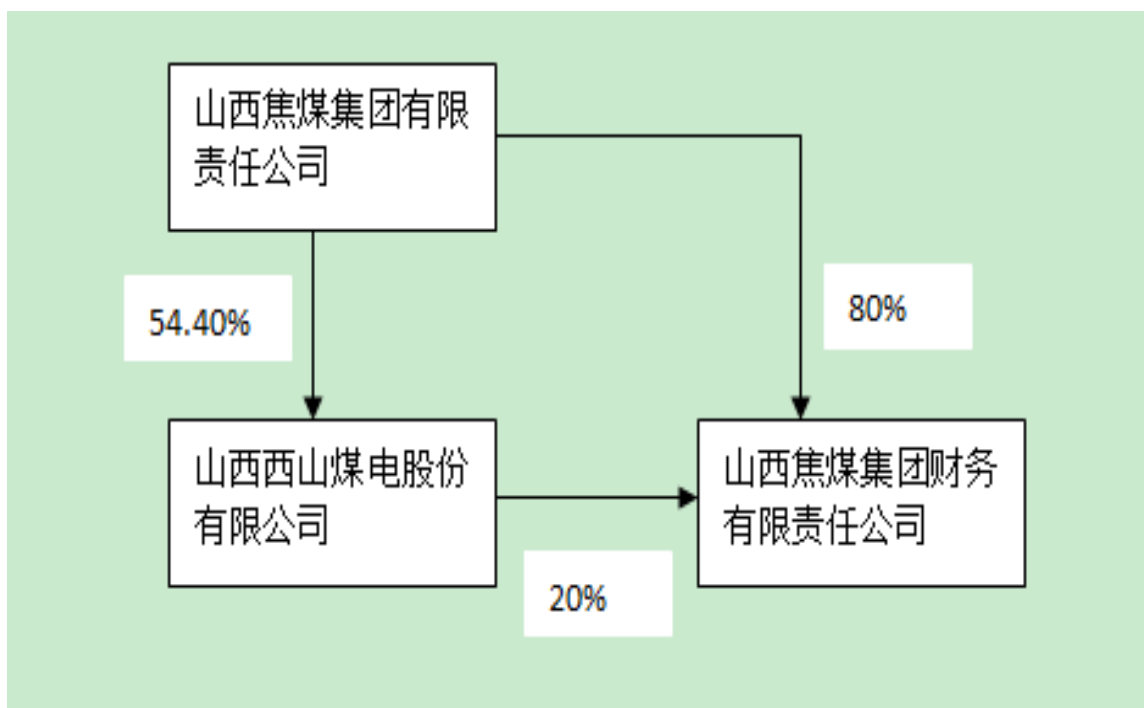 山西焦煤集团有限
责任公司
54.40%
80%
山西西山煤电股份
有限公司
山西焦煤集团财务
有限责任公司
20%